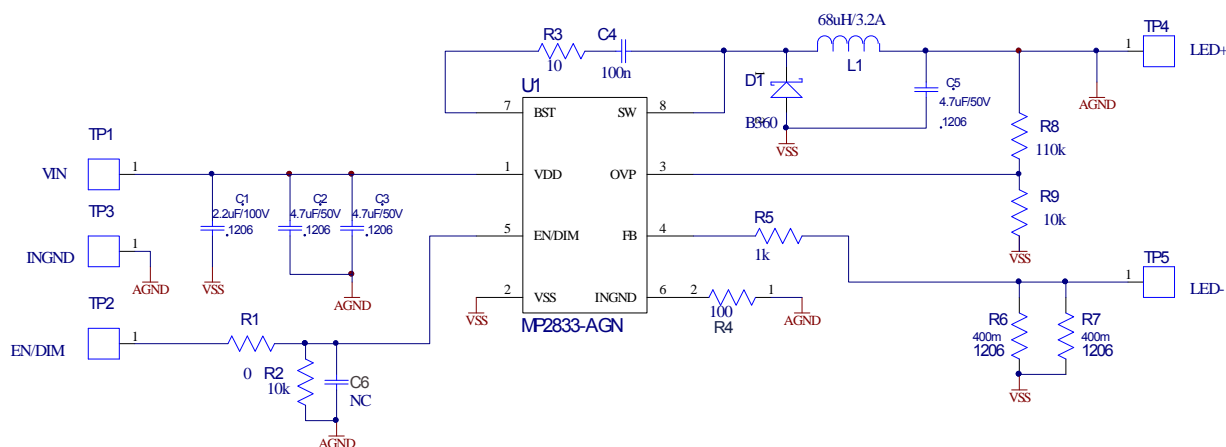 68uH/3.2A
L1
TP4
1
LED+
AGND
R3
10
C4
100n
D1
B360
VSS
C5
4.7uF/50V
.1206
U1
7
BST
SW
8
1
VDD
OVP
3
5
EN/DIM
FB
4
2
VSS
INGND
6
MP2833-AGN
VSS
R8
110k
R9
10k
VSS
TP1
VIN
1
TP3
INGND
1
AGND
C1
2.2uF/100V
.1206
VSS
C2
4.7uF/50V
.1206
C3
4.7uF/50V
.1206
AGND
TP2
EN/DIM
1
R1
0
R2
10k
C6
NC
AGND
R5
1k
2
1
100
R4
AGND
TP5
1
LED-
R6
400m
1206
R7
400m
1206
VSS